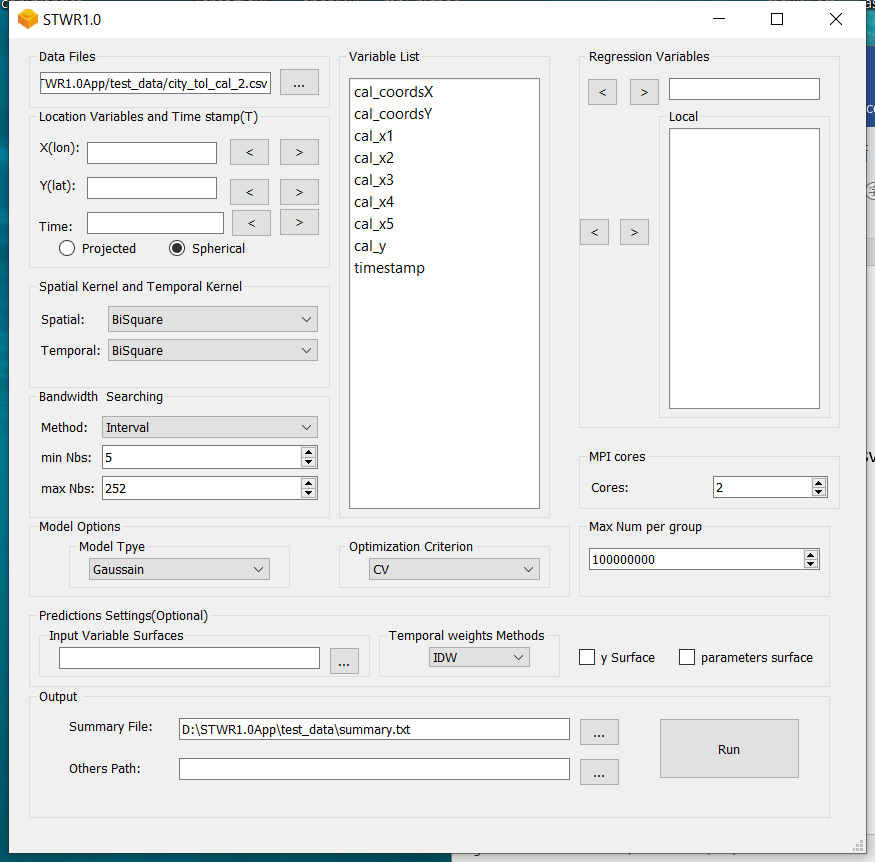 STWR1.0
Data Files
TWR1.0App/test_data/city_tol_cal_2.csv
...
Location Variables and Time stamp(T)
X(lon):
<
>
Y(lat):
<
>
Time:
<
>
Projected
Spherical
Spatial Kernel and Temporal Kernel
Spatial:
BiSquare
Temporal:
BiSquare
Bandwidth Searching
Method:
Interval
min Nbs:
5
max Nbs:
252
Variable List
cal_coordsX
cal_coordsY
cal_x1
cal_x2
cal_x3
cal_x4
cal_x5
cal_y
timestamp
Regression Variables
<
>
Local
<
>
MPI cores
Cores:
2
Model Options
Model Tpye
Gaussain
Optimization Criterion
CV
Max Num per group
100000000
Predictions Settings(Optional)
Input Variable Surfaces
...
Temporal weights Methods
IDW
y Surface
parameters surface
Output
Summary File:
D:\STWR1.0App\test_data\summary.txt
...
Others Path:
...
Run